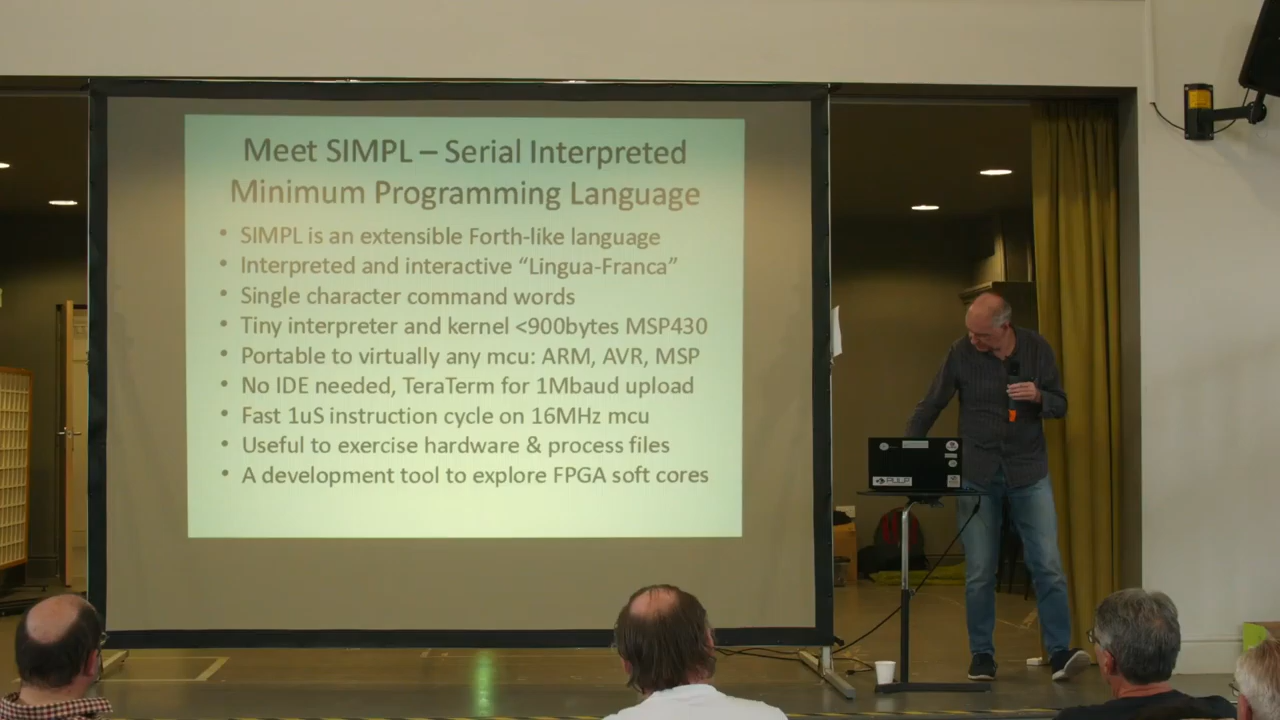 Meet SIMPL – Serial Interpreted
Minimum Programming Language
• SIMPL is an extensible Forth-like language
• Interpreted and interactive “Lingua-Franca”
• Single character command words
• Tiny interpreter and kernel <900bytes MSP430
• Portable to virtually any mcu: ARM, AVR, MSP
• No IDE needed, TeraTerm for 1Mbaud upload
• Fast 1uS instruction cycle on 16MHz mcu
• Useful to exercise hardware & process files
• A development tool to explore FPGA soft cores
PULP